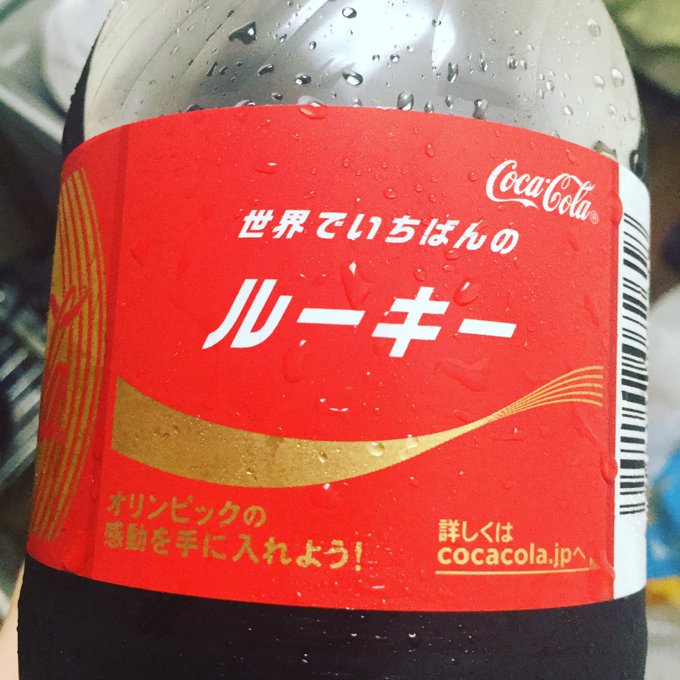 Coca-Cola®
世界でいちばんの
ルーキー
オリンピックの
感動を手に入れよう!
詳しくは
cocacola.jpへ